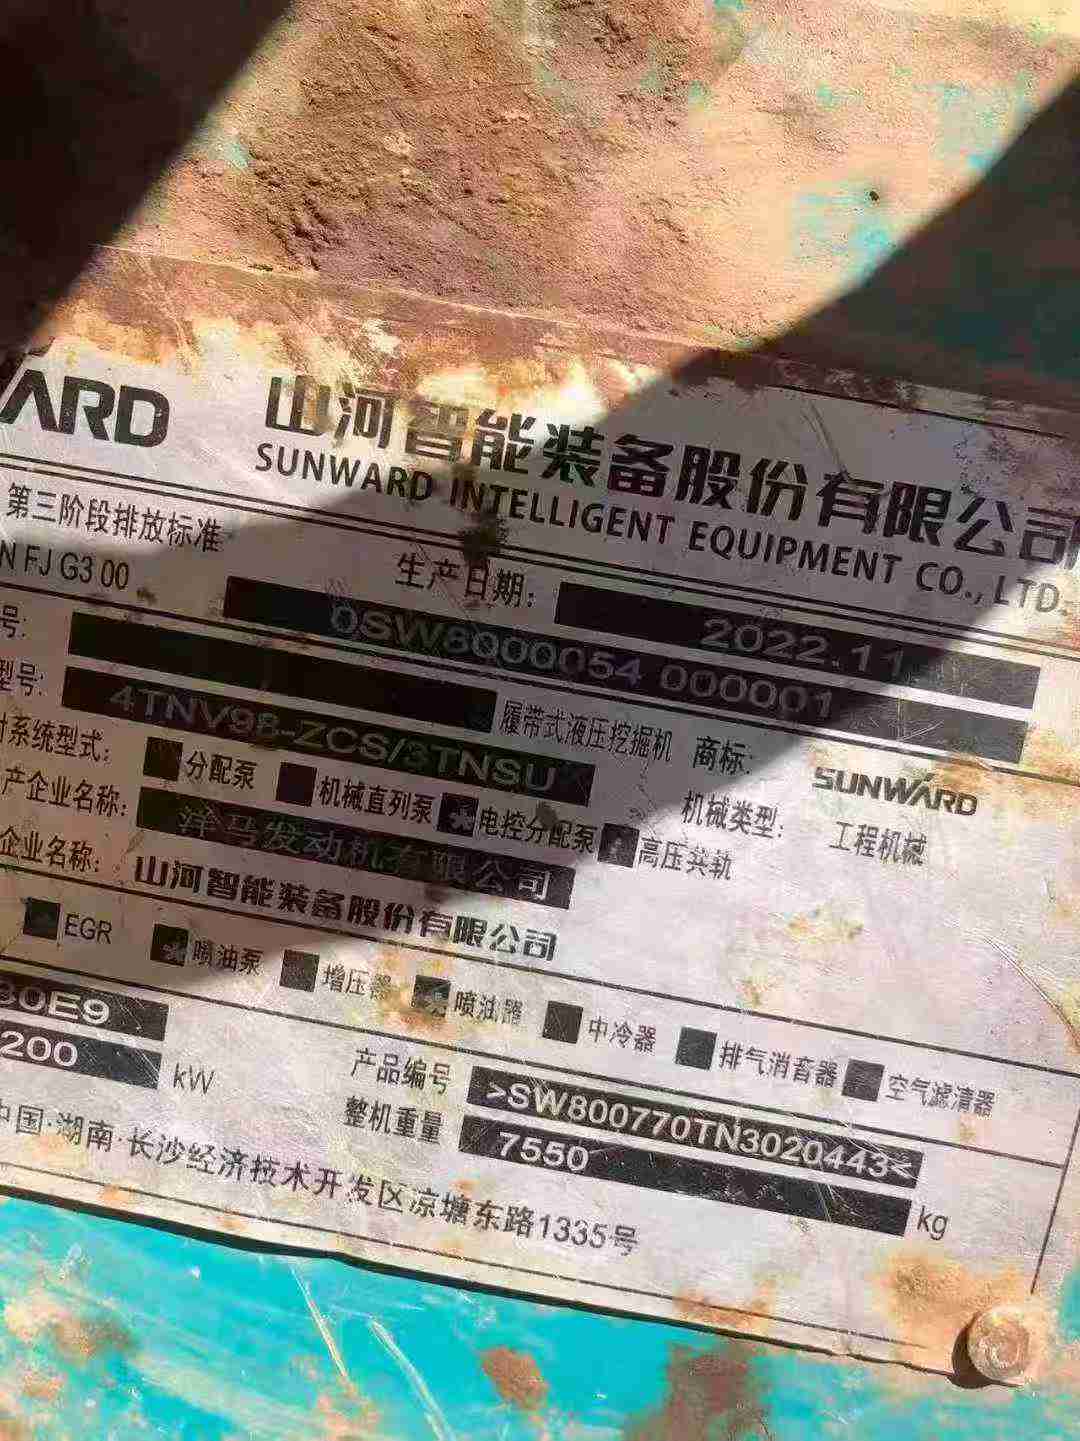 WARD 山河智能装备股份有限公司
SUNWARD INTELLIGENT EQUIPMENT CO., LTD.
第三阶段排放标准
N FJ G3 00 生产日期: 2022.11
0SW8000054 000001
号: 履带式液压挖掘机 商标: SUNWARD
型号: 4TNV98-ZCS/3TNSU 机械类型: 工程机械
系统型式: 分配泵 机械直列泵 电控分配泵 高压共轨
产企业名称: 洋马发动机有限公司
企业名称: 山河智能装备股份有限公司
EGR 喷油泵 增压器 喷油器 中冷器 排气消音器 空气滤清器
80E9 产品编号 >SW800770TN3020443<
200 kW 整机重量 7550 kg
中国·湖南·长沙经济技术开发区凉塘东路1335号